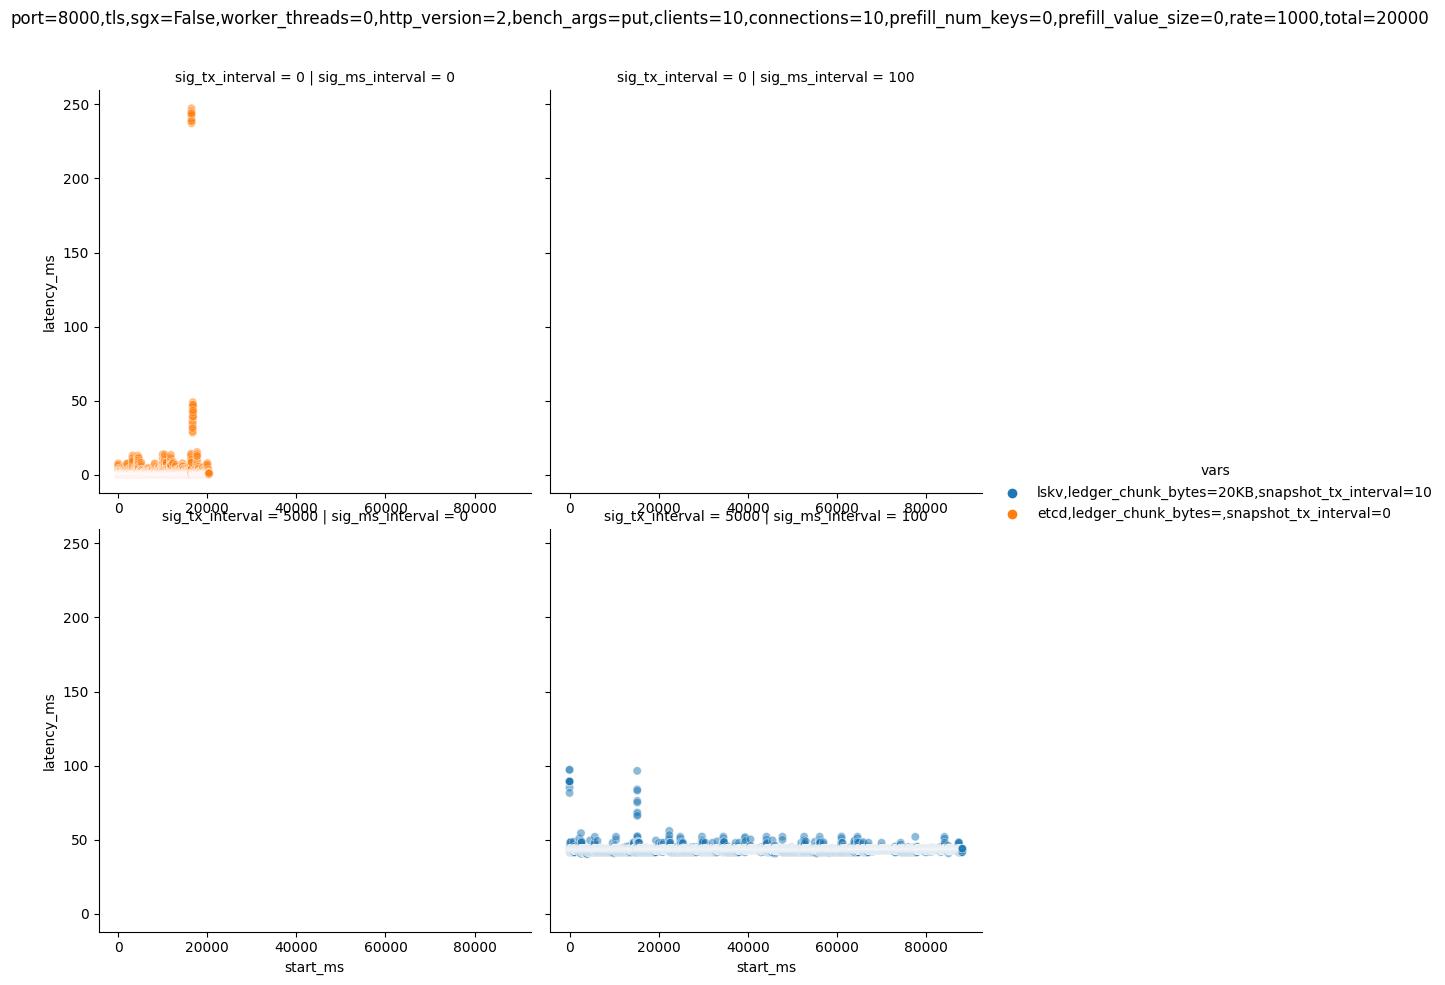 port=8000,tls,sgx=False,worker_threads=0,http_version=2,bench_args=put,clients=10,connections=10,prefill_num_keys=0,prefill_value_size=0,rate=1000,total=20000
sig_tx_interval = 0 | sig_ms_interval = 0
sig_tx_interval = 0 | sig_ms_interval = 100
250
200
150
100
50
0
latency_ms
0 20000 40000 60000 80000
0 20000 40000 60000 80000
vars
lskv,ledger_chunk_bytes=20KB,snapshot_tx_interval=10
etcd,ledger_chunk_bytes=,snapshot_tx_interval=0
sig_tx_interval = 5000 | sig_ms_interval = 0
sig_tx_interval = 5000 | sig_ms_interval = 100
250
200
150
100
50
0
latency_ms
0 20000 40000 60000 80000
0 20000 40000 60000 80000
start_ms
start_ms